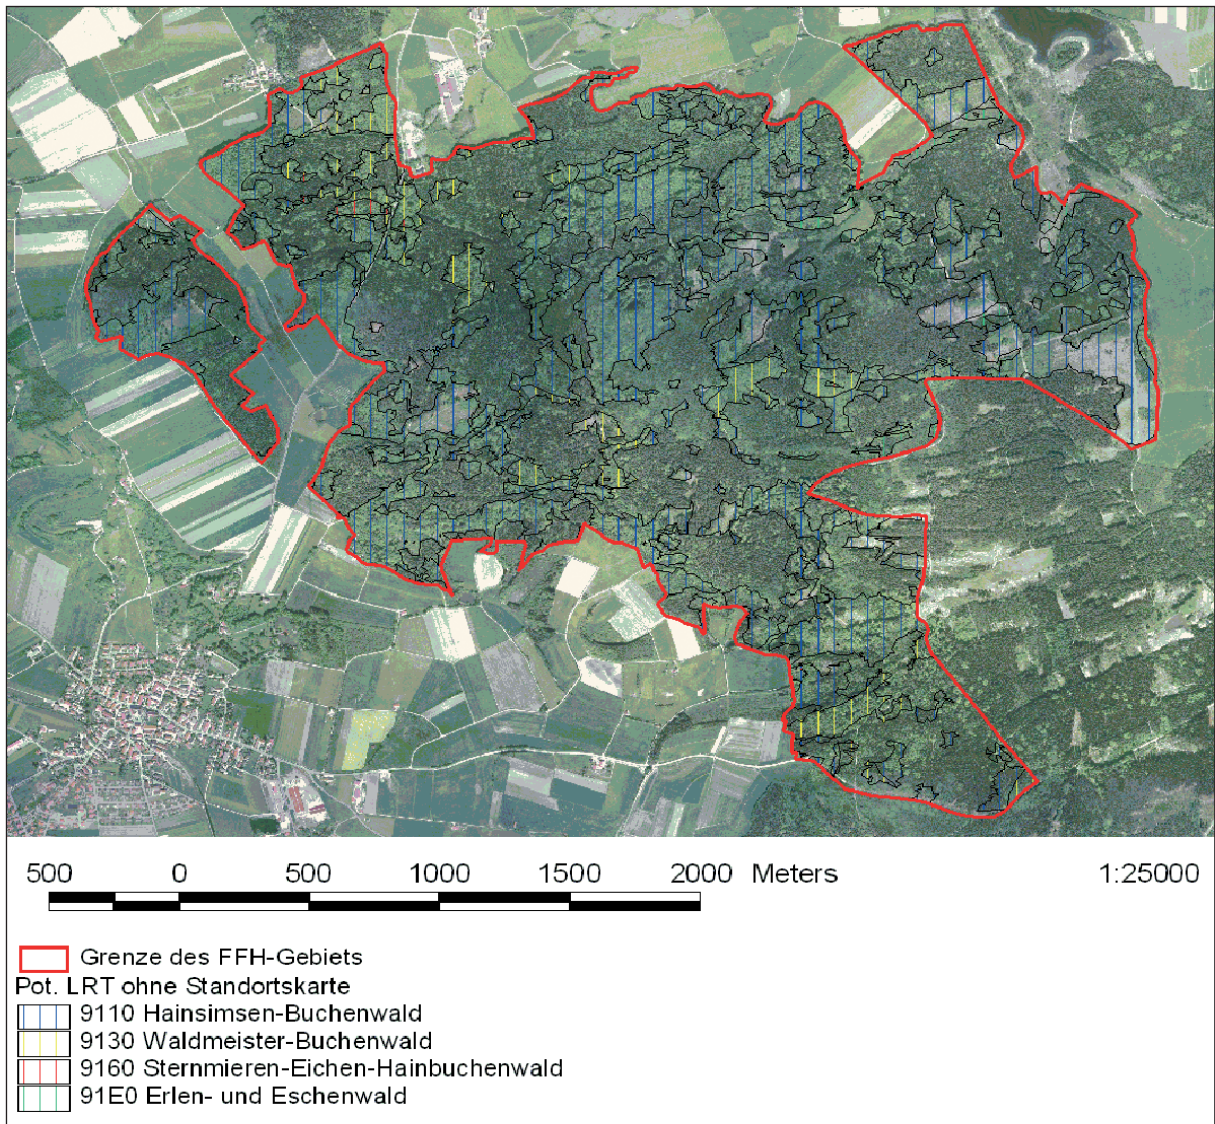 500 0 500 1000 1500 2000 Meters 1:25000
Grenze des FFH-Gebiets
Pot. LRT ohne Standortskarte
9110 Hainsimsen-Buchenwald
9130 Waldmeister-Buchenwald
9160 Sternmieren-Eichen-Hainbuchenwald
91E0 Erlen- und Eschenwald